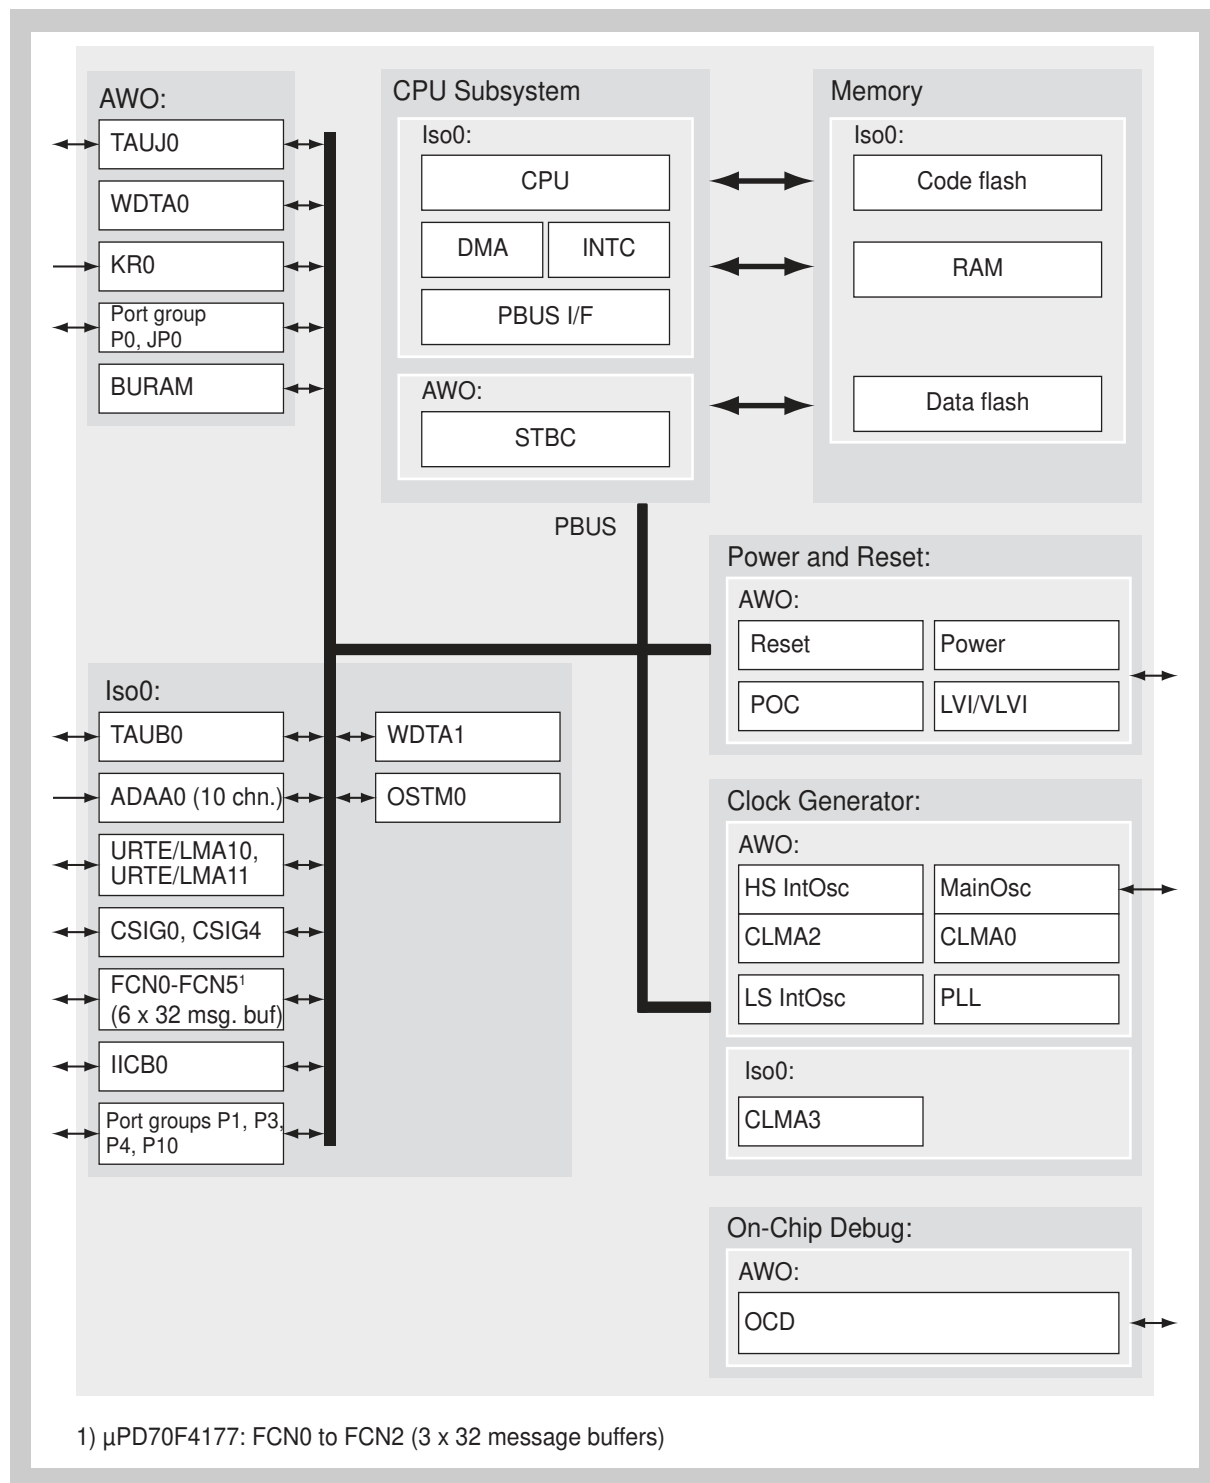 AWO:
TAUJ0
WDTA0
KR0
Port group
P0, JP0
BURAM
CPU Subsystem
Iso0:
CPU
DMA
INTC
PBUS I/F
AWO:
STBC
Memory
Iso0:
Code flash
RAM
Data flash
PBUS
Power and Reset:
AWO:
Reset
Power
POC
LVI/VLVI
Iso0:
TAUB0
WDTA1
ADAA0 (10 chn.)
OSTM0
URTE/LMA10,
URTE/LMA11
CSIG0, CSIG4
FCN0-FCN5¹
(6 x 32 msg. buf)
IICB0
Port groups P1, P3,
P4, P10
Clock Generator:
AWO:
HS IntOsc
MainOsc
CLMA2
CLMA0
LS IntOsc
PLL
Iso0:
CLMA3
On-Chip Debug:
AWO:
OCD
1) µPD70F4177: FCN0 to FCN2 (3 x 32 message buffers)